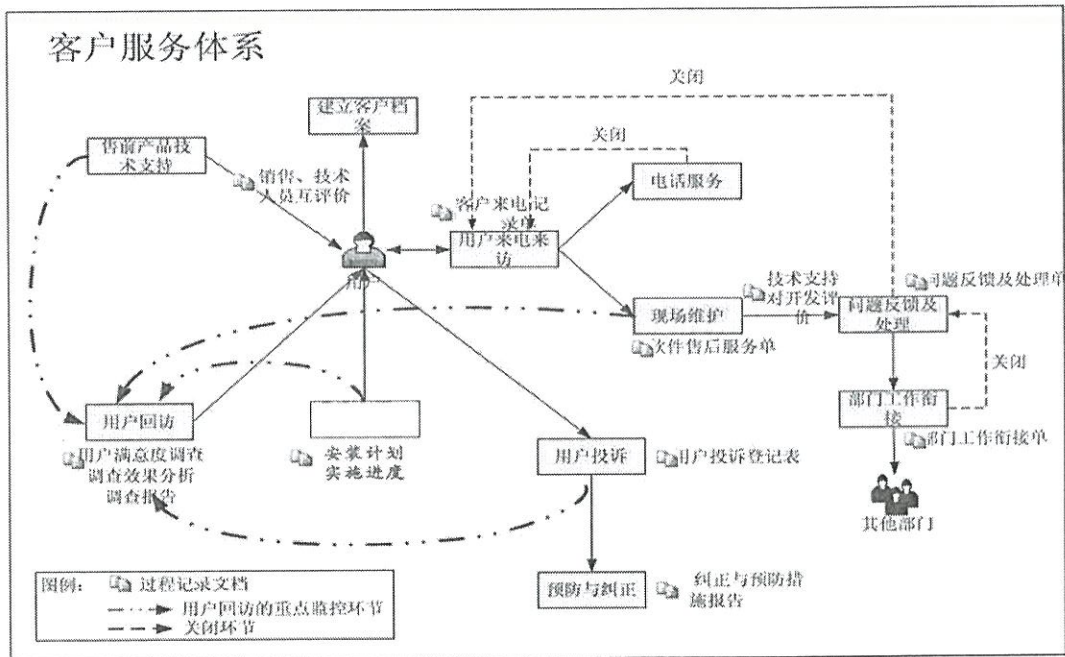 客户服务体系
关闭
建立客户档
案
关闭
售前产品技
术支持
销售、技术
人员互评价
电话服务
客户来电记
录单
用户来电来
访
用户
技术支持
对开发评
价
问题反馈及处理单
问题反馈及
处理
现场维护
软件售后服务单
关闭
用户回访
部门工作衔
接
用户满意度调查
调查效果分析
调查报告
安装计划
实施进度
用户投诉
用户投诉登记表
部门工作衔接单
其他部门
图例：
过程记录文档
用户回访的重点监控环节
关闭环节
预防与纠正
纠正与预防措
施报告